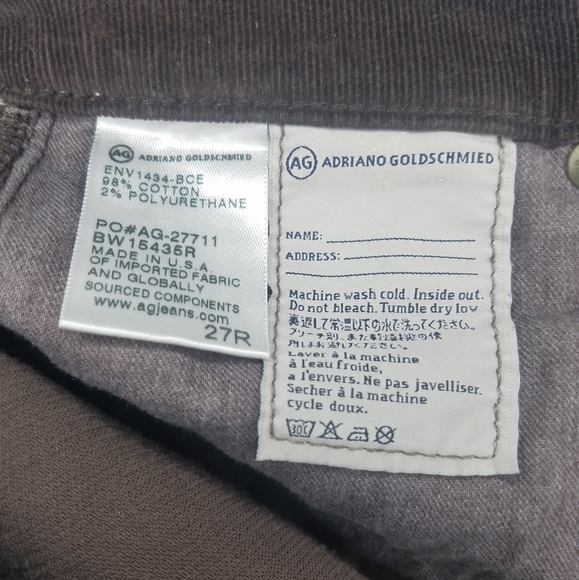 AG ADRIANO GOLDSCHMIED
ENV1434-BCE
98% COTTON
2% POLYURETHANE
PO#AG-27711
BW15435R
MADE IN U.S.A.
OF IMPORTED FABRIC
AND GLOBALLY
SOURCED COMPONENTS
www.agjeans.com
27R
AG ADRIANO GOLDSCHMIED
NAME:
ADDRESS:
Machine wash cold. Inside out.
Do not bleach. Tumble dry low
裏返して常温以下の水で洗ってください。
Laver à la machine
à l'eau froide,
a l'envers. Ne pas javelliser.
Secher à la machine
cycle doux.
30C